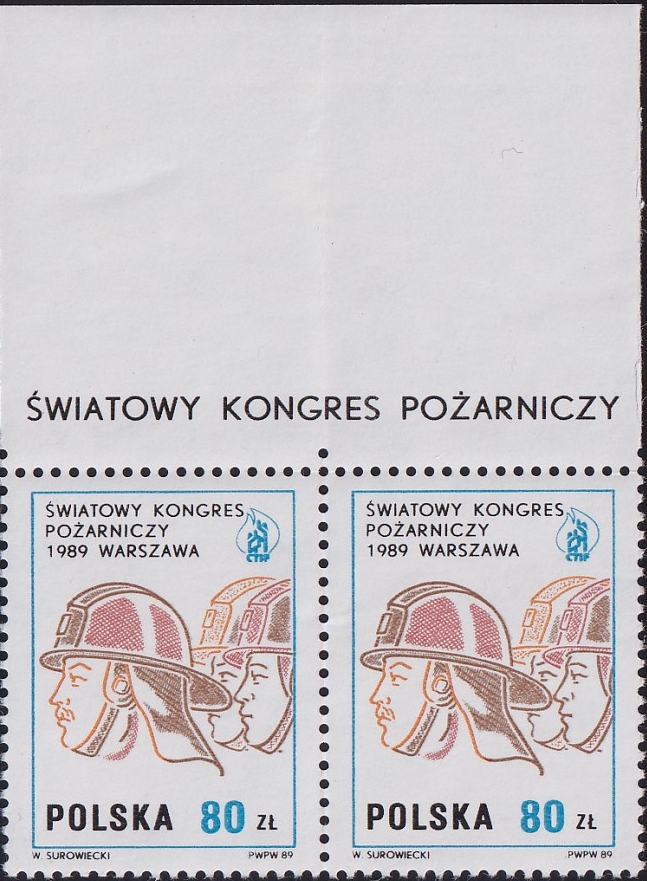 ŚWIATOWY KONGRES POŻARNICZY
ŚWIATOWY KONGRES
POŻARNICZY
1989 WARSZAWA
CTIF
POLSKA 80 ZŁ
W. SUROWIECKI PWPW 89
ŚWIATOWY KONGRES
POŻARNICZY
1989 WARSZAWA
CTIF
POLSKA 80 ZŁ
W. SUROWIECKI PWPW 89